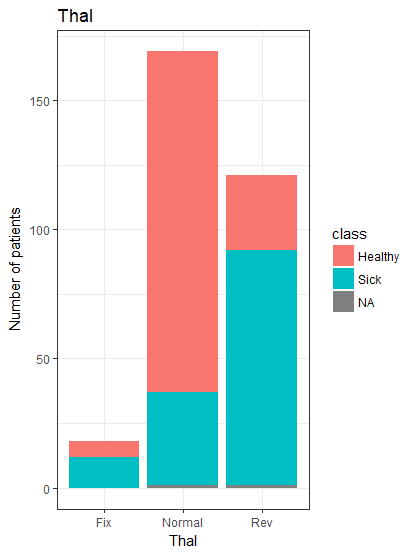 Thal
Number of patients
150
100
50
0
Fix Normal Rev
Thal
class
Healthy
Sick
NA